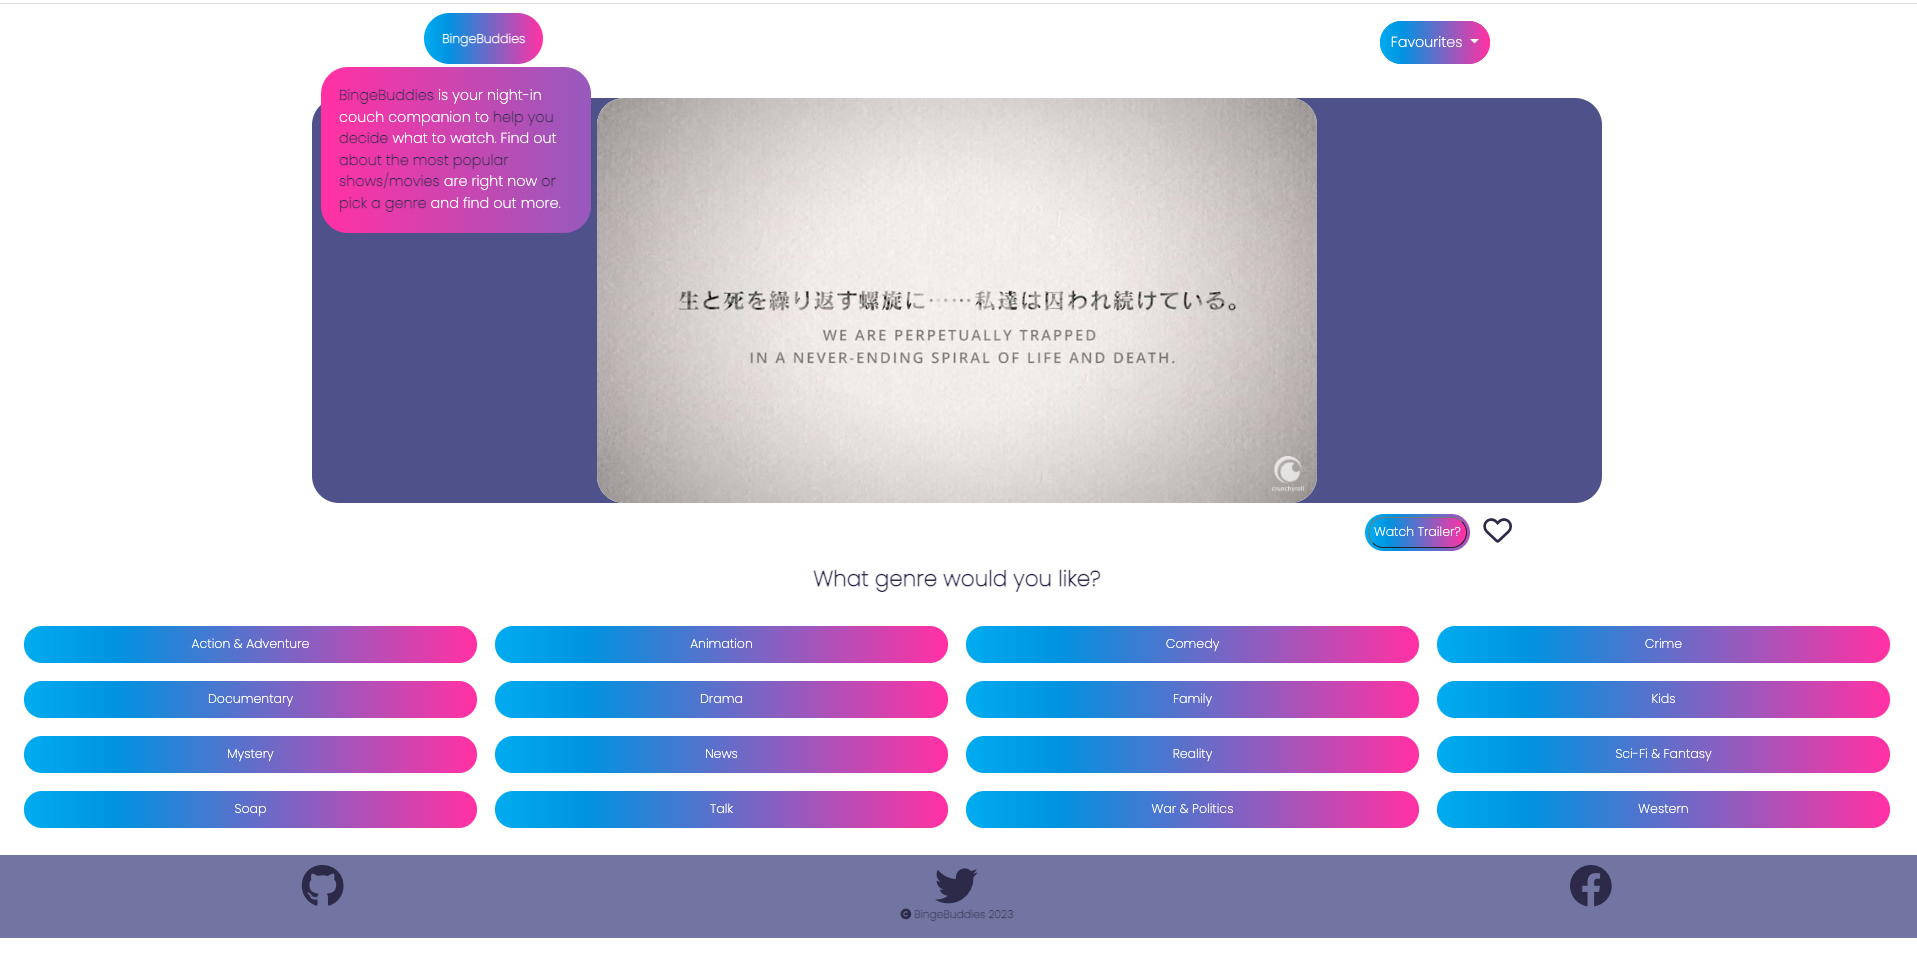 BingeBuddies
Favourites
BingeBuddies is your night-in
couch companion to help you
decide what to watch. Find out
about the most popular
shows/movies are right now or
pick a genre and find out more.
生と死を繰り返す螺旋に……私達は囚われ続けている。
WE ARE PERPETUALLY TRAPPED
IN A NEVER-ENDING SPIRAL OF LIFE AND DEATH.
crunchyroll
Watch Trailer?
What genre would you like?
Action & Adventure
Animation
Comedy
Crime
Documentary
Drama
Family
Kids
Mystery
News
Reality
Sci-Fi & Fantasy
Soap
Talk
War & Politics
Western
BingeBuddies 2023